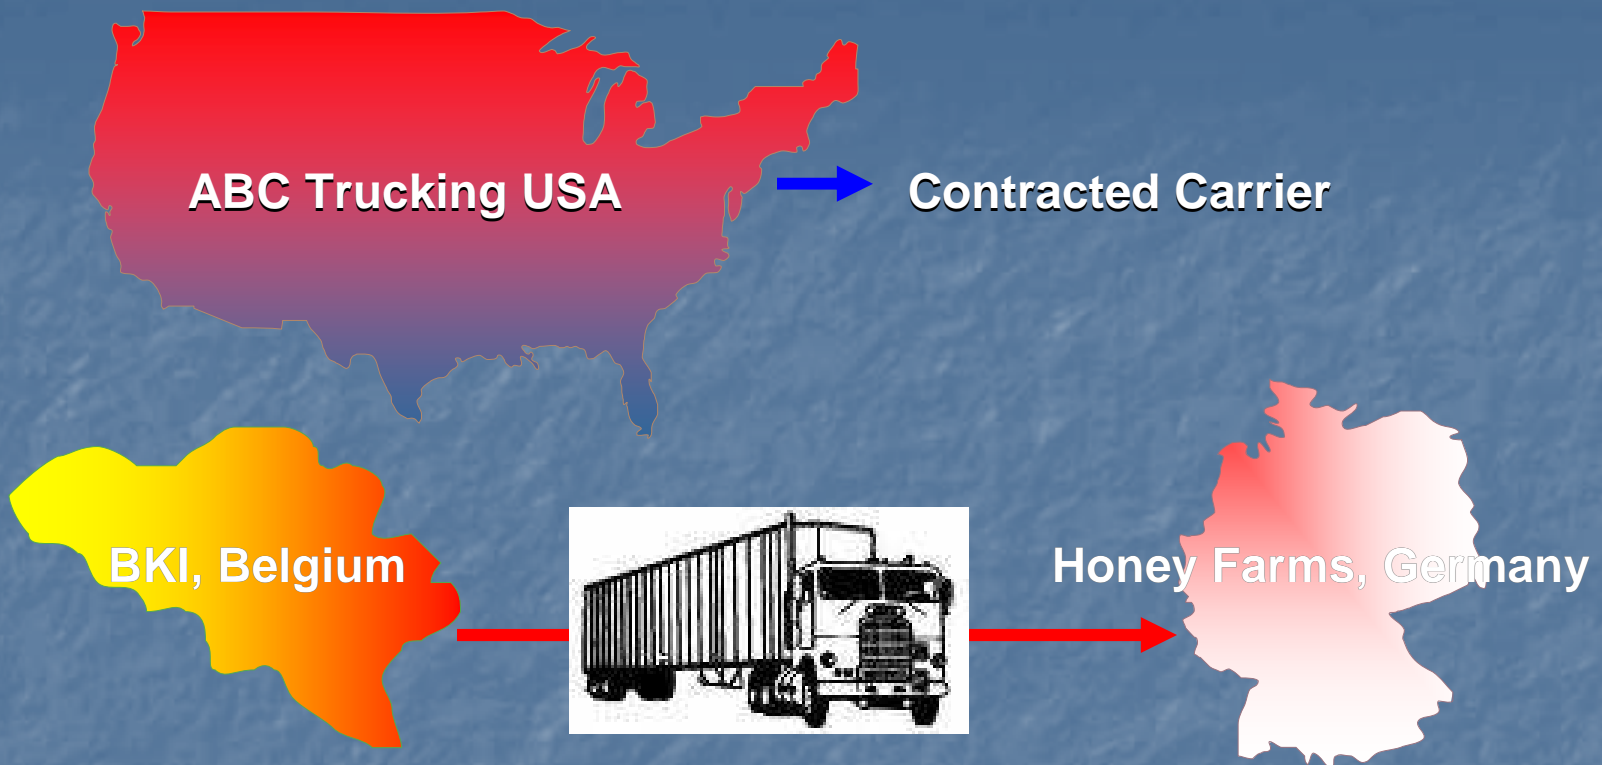 ABC Trucking USA
Contracted Carrier
BKI, Belgium
Honey Farms, Germany